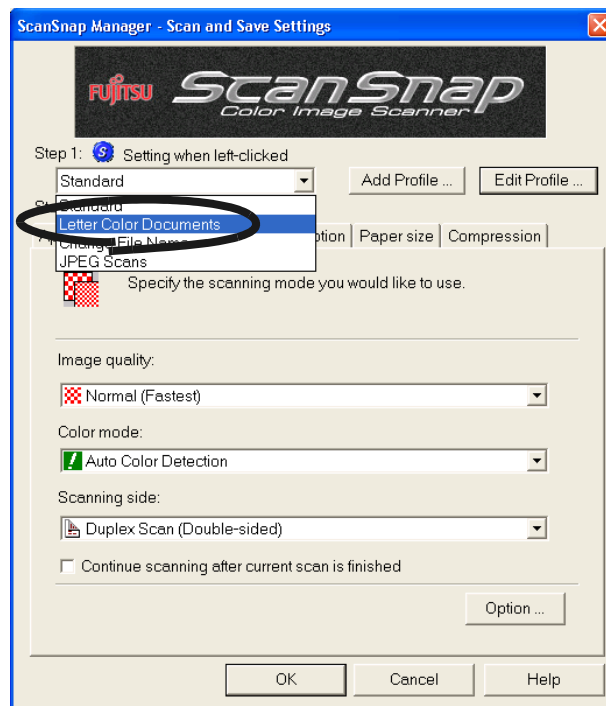 ScanSnap Manager - Scan and Save Settings
FUJITSU ScanSnap
Color Image Scanner
Step 1: S Setting when left-clicked
Standard Add Profile ... Edit Profile ...
Standard
Letter Color Documents
Change File Name
JPEG Scans
Paper size Compression
Specify the scanning mode you would like to use.
Image quality:
Normal (Fastest)
Color mode:
Auto Color Detection
Scanning side:
Duplex Scan (Double-sided)
Continue scanning after current scan is finished
Option ...
OK Cancel Help